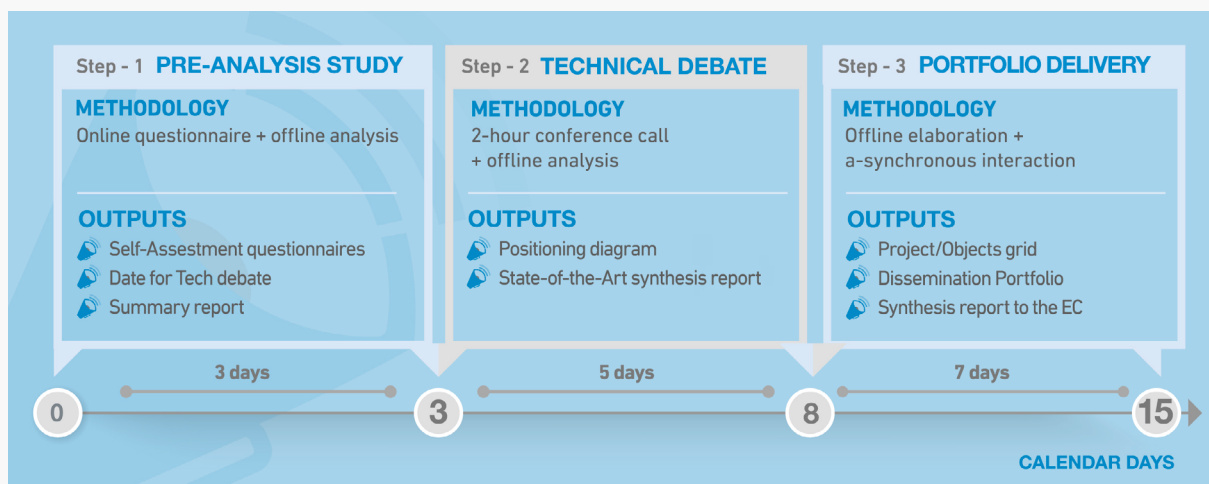 Step - 1 PRE-ANALYSIS STUDY
METHODOLOGY
Online questionnaire + offline analysis
OUTPUTS
Self-Assestment questionnaires
Date for Tech debate
Summary report
Step - 2 TECHNICAL DEBATE
METHODOLOGY
2-hour conference call
+ offline analysis
OUTPUTS
Positioning diagram
State-of-the-Art synthesis report
Step - 3 PORTFOLIO DELIVERY
METHODOLOGY
Offline elaboration +
a-synchronous interaction
OUTPUTS
Project/Objects grid
Dissemination Portfolio
Synthesis report to the EC
3 days
5 days
7 days
0
3
8
15
CALENDAR DAYS